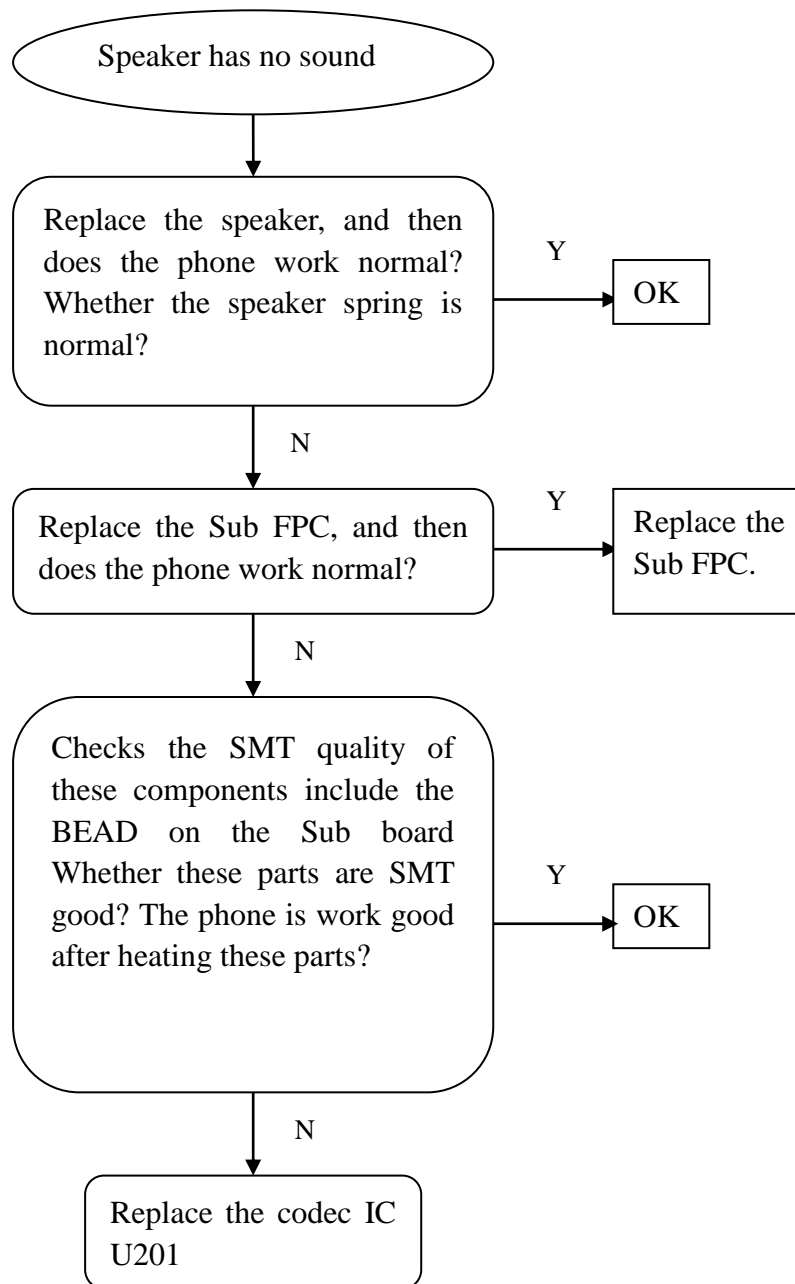 Speaker has no sound
Replace the speaker, and then
does the phone work normal?
Whether the speaker spring is
normal?
Y
OK
N
Replace the Sub FPC, and then
does the phone work normal?
Y
Replace the
Sub FPC.
N
Checks the SMT quality of
these components include the
BEAD on the Sub board
Whether these parts are SMT
good? The phone is work good
after heating these parts?
Y
OK
N
Replace the codec IC
U201